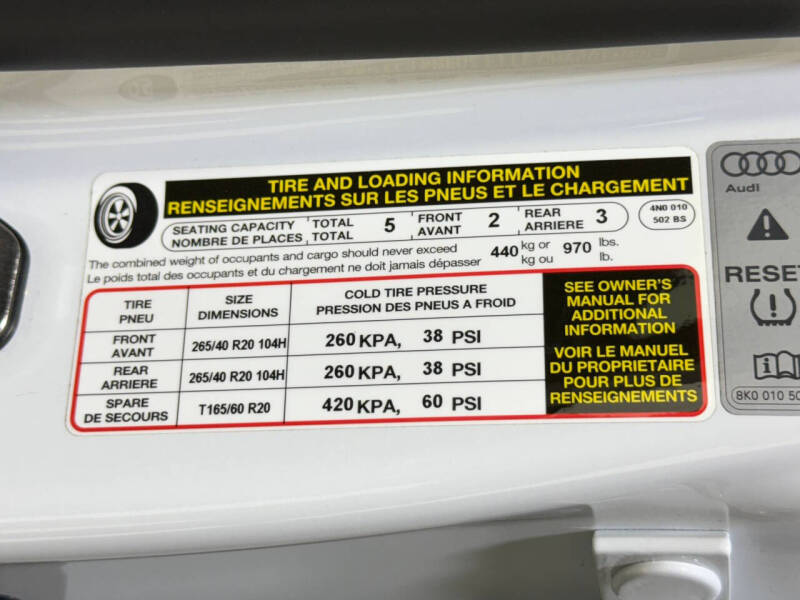 TIRE AND LOADING INFORMATION
RENSEIGNEMENTS SUR LES PNEUS ET LE CHARGEMENT
SEATING CAPACITY TOTAL 5 FRONT 2 REAR 3
NOMBRE DE PLACES TOTAL AVANT ARRIERE
4N0 010
502 BS
The combined weight of occupants and cargo should never exceed 440 kg or 970 lbs.
Le poids total des occupants et du chargement ne doit jamais dépasser kg ou lb.
TIRE SIZE COLD TIRE PRESSURE
PNEU DIMENSIONS PRESSION DES PNEUS A FROID
FRONT
AVANT 265/40 R20 104H 260 KPA, 38 PSI
REAR
ARRIERE 265/40 R20 104H 260 KPA, 38 PSI
SPARE
DE SECOURS T165/60 R20 420 KPA, 60 PSI
SEE OWNER'S
MANUAL FOR
ADDITIONAL
INFORMATION
VOIR LE MANUEL
DU PROPRIETAIRE
POUR PLUS DE
RENSEIGNEMENTS
Audi
RESET
8K0 010 50